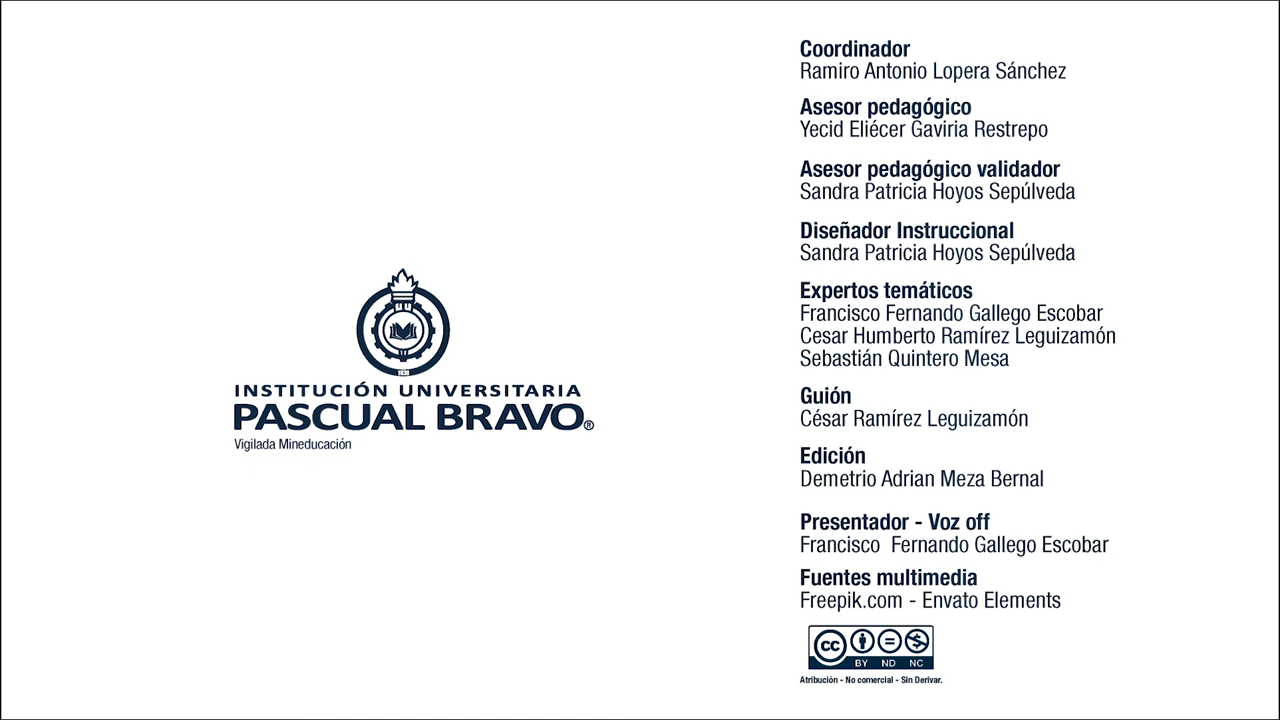 INSTITUCIÓN UNIVERSITARIA
PASCUAL BRAVO®
Vigilada Mineducación
Coordinador
Ramiro Antonio Lopera Sánchez
Asesor pedagógico
Yecid Eliécer Gaviria Restrepo
Asesor pedagógico validador
Sandra Patricia Hoyos Sepúlveda
Diseñador Instruccional
Sandra Patricia Hoyos Sepúlveda
Expertos temáticos
Francisco Fernando Gallego Escobar
Cesar Humberto Ramírez Leguizamón
Sebastián Quintero Mesa
Guión
César Ramírez Leguizamón
Edición
Demetrio Adrian Meza Bernal
Presentador - Voz off
Francisco  Fernando Gallego Escobar
Fuentes multimedia
Freepik.com - Envato Elements
cc
BY ND NC
Atribución - No comercial - Sin Derivar.